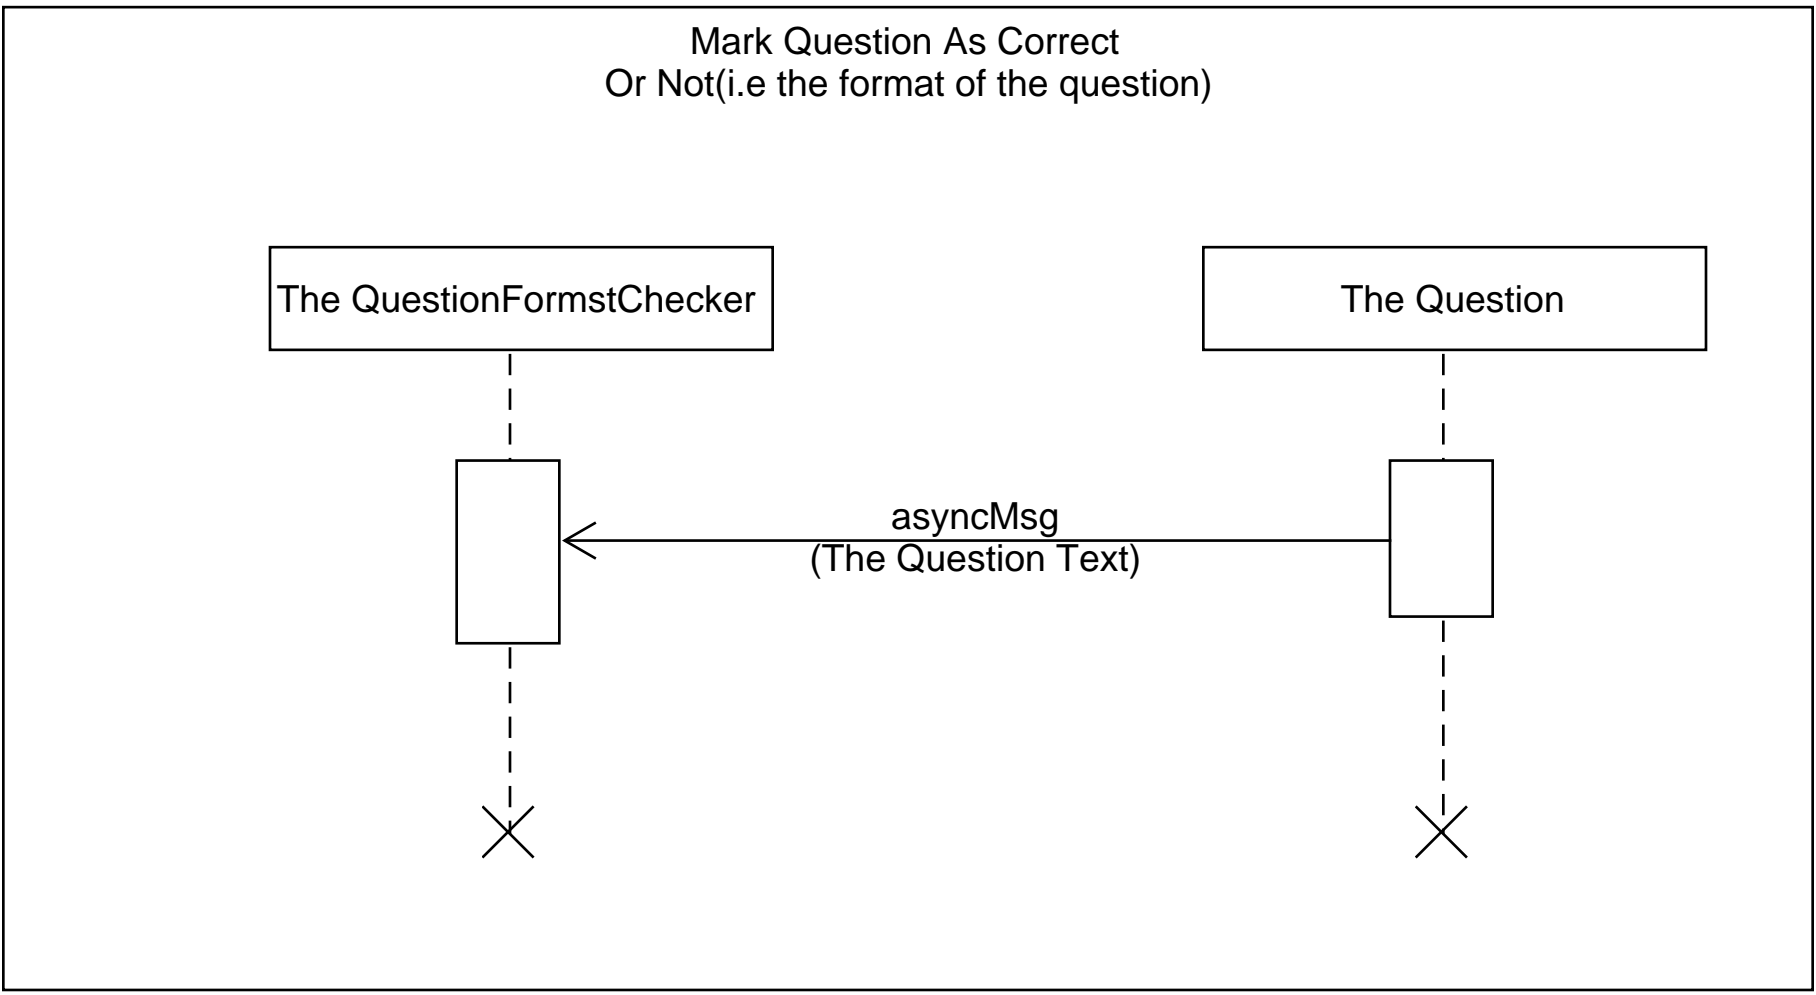 Mark Question As Correct
Or Not(i.e the format of the question)
The QuestionFormstChecker
The Question
asyncMsg
(The Question Text)